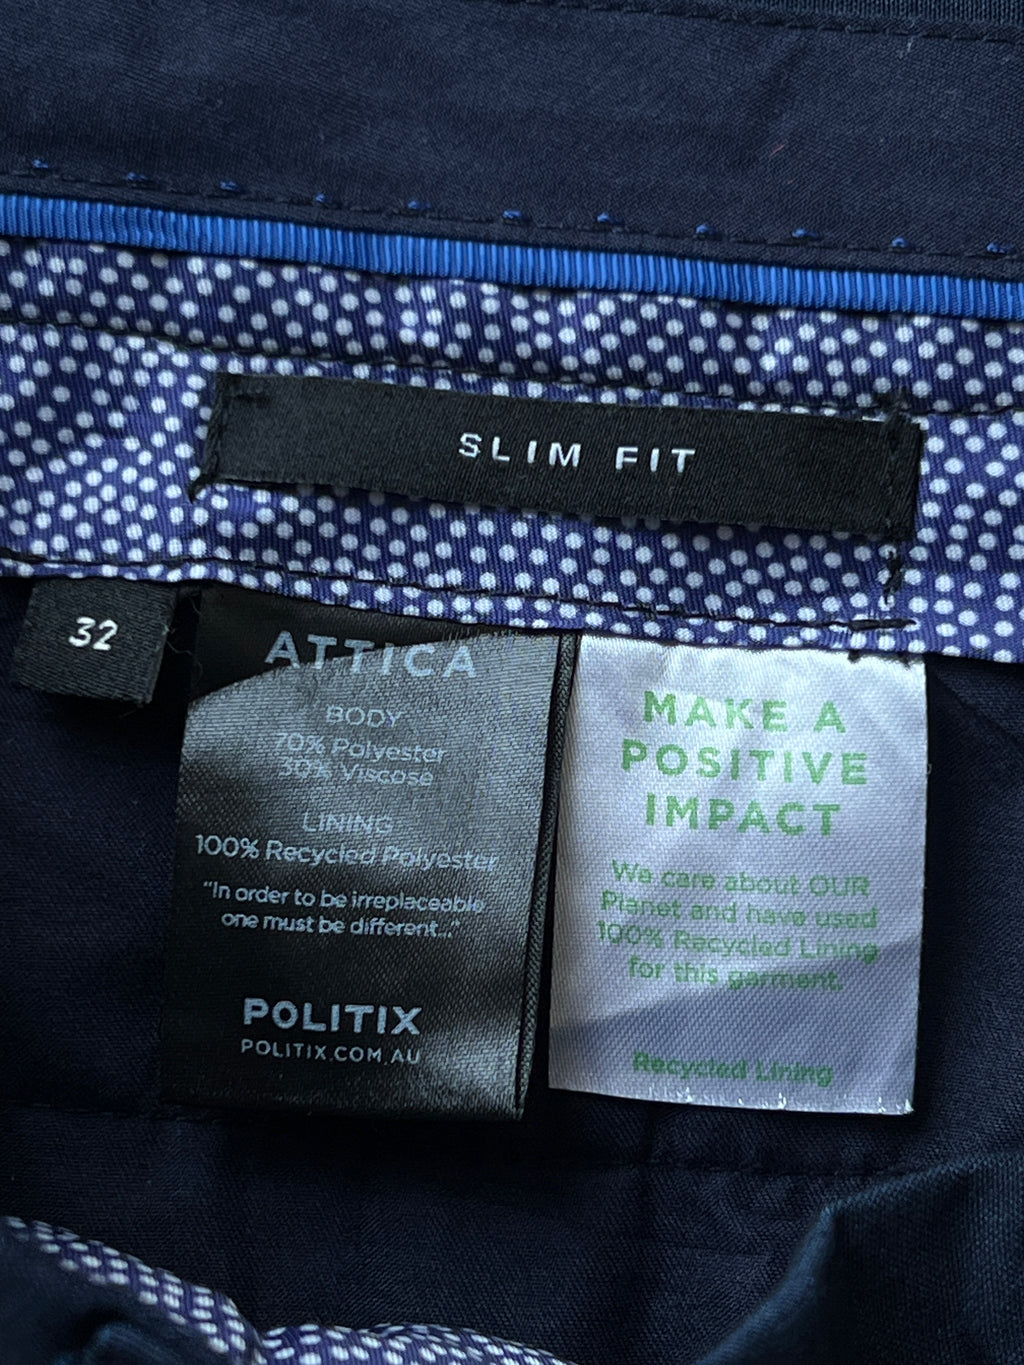 SLIM FIT
32
ATTICA
BODY
70% Polyester
30% Viscose
LINING
100% Recycled Polyester
"In order to be irreplaceable
one must be different..."
POLITIX
POLITIX.COM.AU
MAKE A
POSITIVE
IMPACT
We care about OUR
Planet and have used
100% Recycled Lining
for this garment.
Recycled Lining